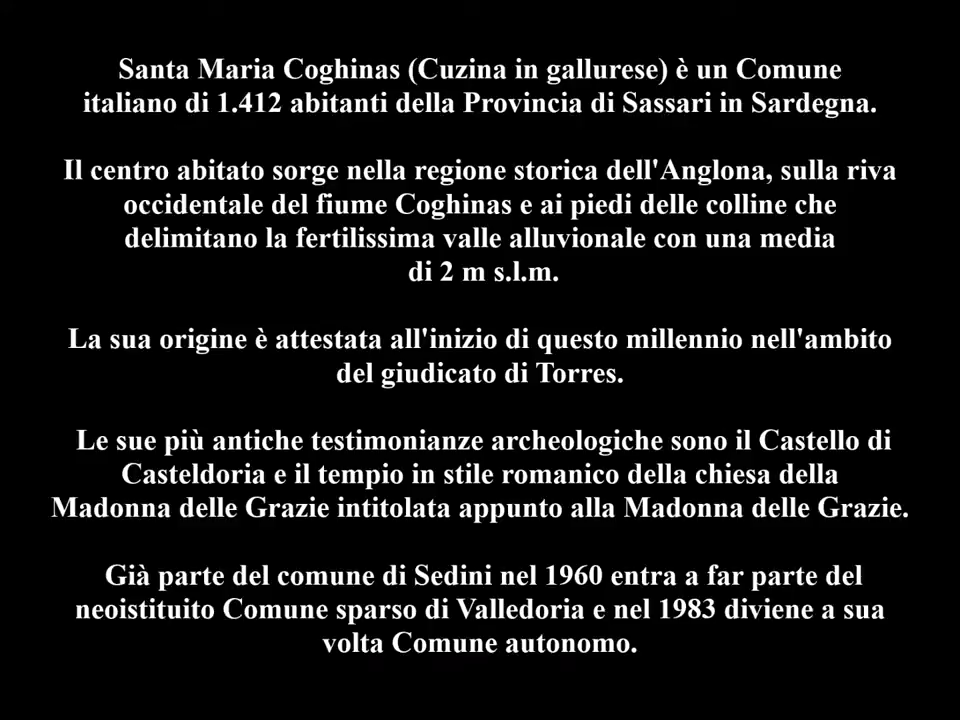 Santa Maria Coghinas (Cuzina in gallurese) è un Comune
italiano di 1.412 abitanti della Provincia di Sassari in Sardegna.
Il centro abitato sorge nella regione storica dell'Anglona, sulla riva
occidentale del fiume Coghinas e ai piedi delle colline che
delimitano la fertilissima valle alluvionale con una media
di 2 m s.l.m.
La sua origine è attestata all'inizio di questo millennio nell'ambito
del giudicato di Torres.
Le sue più antiche testimonianze archeologiche sono il Castello di
Casteldoria e il tempio in stile romanico della chiesa della
Madonna delle Grazie intitolata appunto alla Madonna delle Grazie.
Già parte del comune di Sedini nel 1960 entra a far parte del
neoistituito Comune sparso di Valledoria e nel 1983 diviene a sua
volta Comune autonomo.